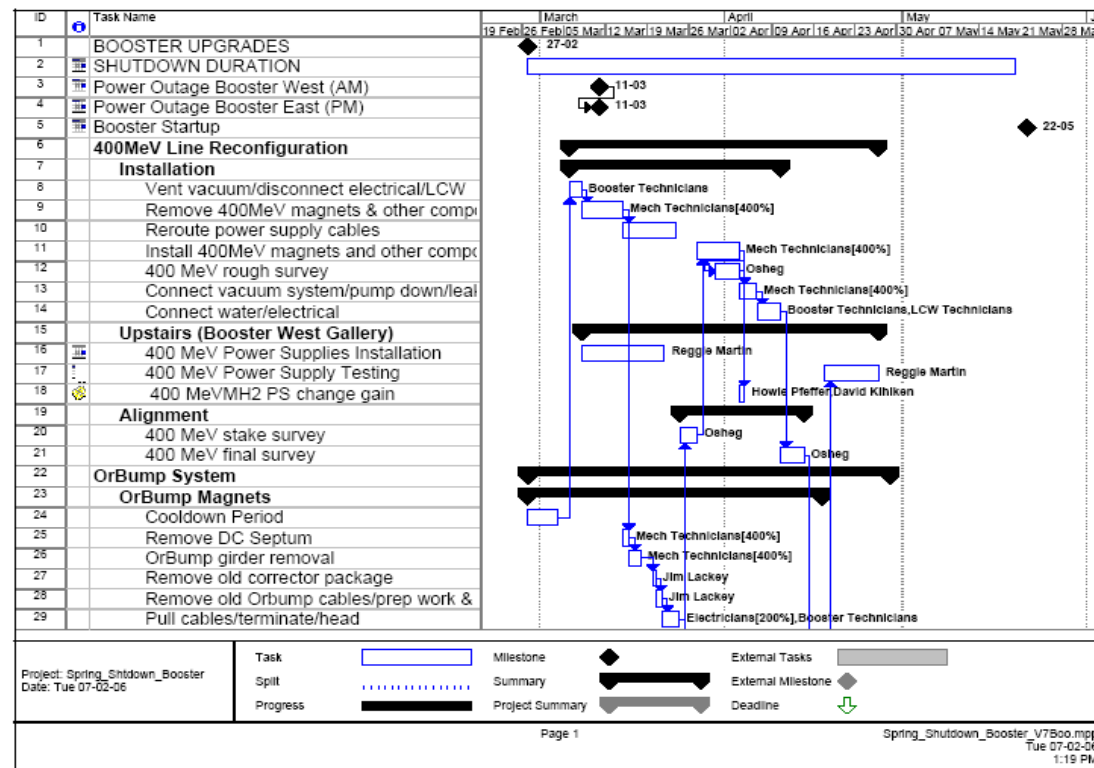 ID Task Name March April May J
19 Feb 26 Feb 05 Mar 12 Mar 19 Mar 26 Mar 02 Apr 09 Apr 16 Apr 23 Apr 30 Apr 07 May 14 May 21 May 28 Ma
1 BOOSTER UPGRADES 27-02
2 SHUTDOWN DURATION
3 Power Outage Booster West (AM) 11-03
4 Power Outage Booster East (PM) 11-03
5 Booster Startup 22-05
6 400MeV Line Reconfiguration
7 Installation
8 Vent vacuum/disconnect electrical/LCW Booster Technicians
9 Remove 400MeV magnets & other comp Mech Technicians[400%]
10 Reroute power supply cables
11 Install 400MeV magnets and other compo Mech Technicians[400%]
12 400 MeV rough survey Osheg
13 Connect vacuum system/pump down/leal Mech Technicians[400%]
14 Connect water/electrical Booster Technicians,LCW Technicians
15 Upstairs (Booster West Gallery)
16 400 MeV Power Supplies Installation Reggie Martin
17 400 MeV Power Supply Testing Reggie Martin
18 400 MeVMH2 PS change gain Howie Pfeffer,David Kihlken
19 Alignment
20 400 MeV stake survey Osheg
21 400 MeV final survey Osheg
22 OrBump System
23 OrBump Magnets
24 Cooldown Period
25 Remove DC Septum Mech Technicians[400%]
26 OrBump girder removal Mech Technicians[400%]
27 Remove old corrector package Jim Lackey
28 Remove old Orbump cables/prep work & Jim Lackey
29 Pull cables/terminate/head Electricians[200%],Booster Technicians
Project: Spring_Shtdown_Booster
Date: Tue 07-02-06
Task Milestone External Tasks
Split Summary External Milestone
Progress Project Summary Deadline
Page 1 Spring_Shutdown_Booster_V7Boo.mpp
Tue 07-02-06
1:19 PM